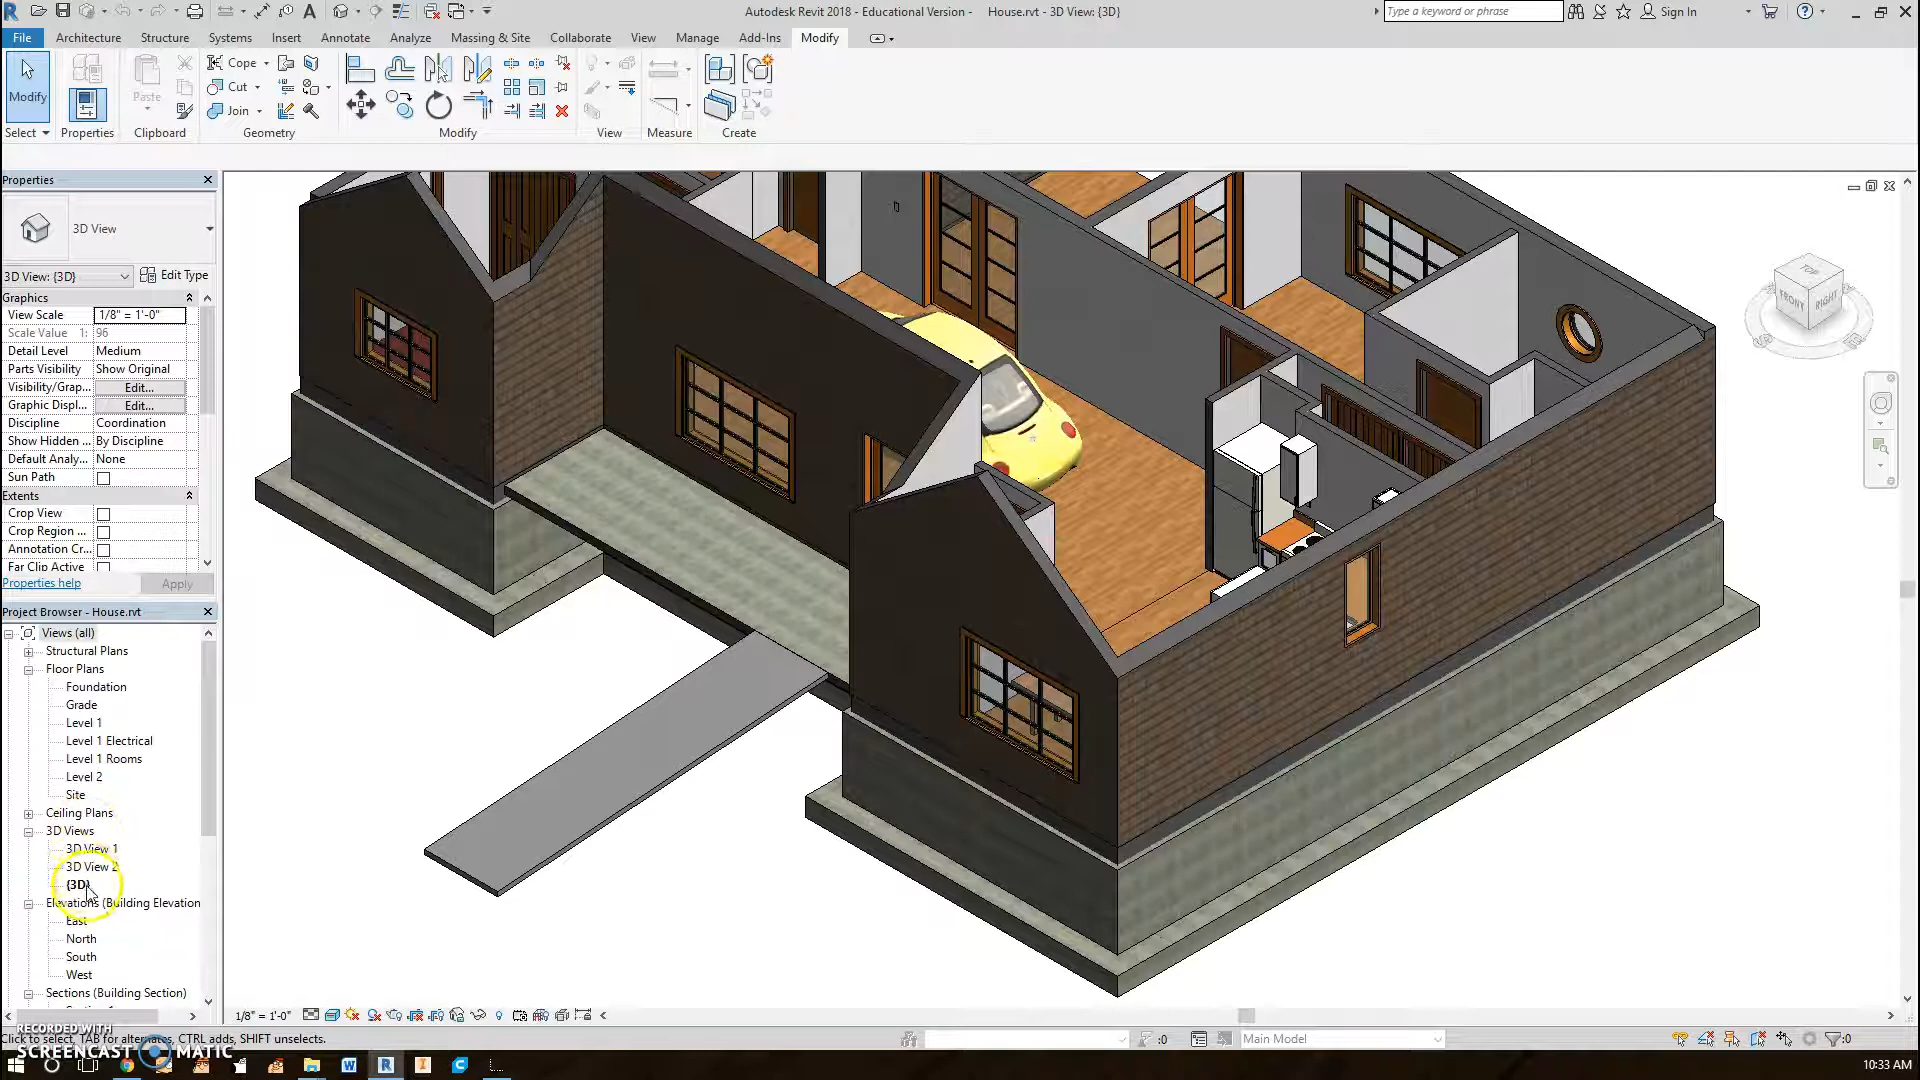 Autodesk Revit 2018 - Educational Version - House.rvt - 3D View: {3D}
Type a keyword or phrase
Sign In
File Architecture Structure Systems Insert Annotate Analyze Massing & Site Collaborate View Manage Add-Ins Modify
Modify
Paste
Cope
Cut
Join
Select Properties Clipboard Geometry Modify View Measure Create
Properties
3D View
3D View: {3D}
Edit Type
Graphics
View Scale 1/8" = 1'-0"
Scale Value 1: 96
Detail Level Medium
Parts Visibility Show Original
Visibility/Grap... Edit...
Graphic Displ... Edit...
Discipline Coordination
Show Hidden ... By Discipline
Default Analy... None
Sun Path
Extents
Crop View
Crop Region ...
Annotation Cr...
Far Clip Active
Properties help Apply
Project Browser - House.rvt
Views (all)
Structural Plans
Floor Plans
Foundation
Grade
Level 1
Level 1 Electrical
Level 1 Rooms
Level 2
Site
Ceiling Plans
3D Views
3D View 1
3D View 2
{3D}
Elevations (Building Elevation
East
North
South
West
Sections (Building Section)
TOP
FRONT RIGHT
1/8" = 1'-0"
Click to select, TAB for alternates, CTRL adds, SHIFT unselects.
:0
Main Model
:0
RECORDED WITH
SCREENCAST MATIC
10:33 AM